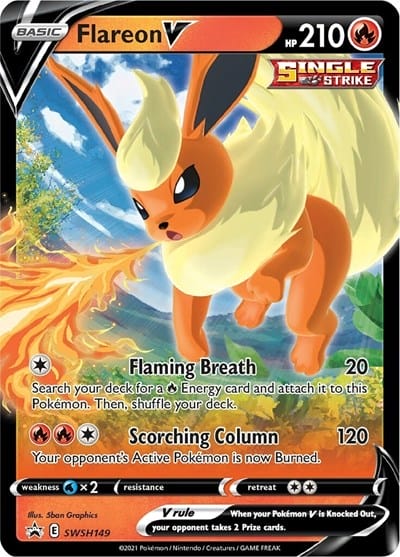 BASIC Flareon V HP 210
SINGLE STRIKE
Flaming Breath 20
Search your deck for a Energy card and attach it to this
Pokémon. Then, shuffle your deck.
Scorching Column 120
Your opponent's Active Pokémon is now Burned.
weakness ×2 resistance retreat
Illus. 5ban Graphics
E SWSH149
V rule
When your Pokémon V is Knocked Out,
your opponent takes 2 Prize cards.
©2021 Pokémon / Nintendo / Creatures / GAME FREAK